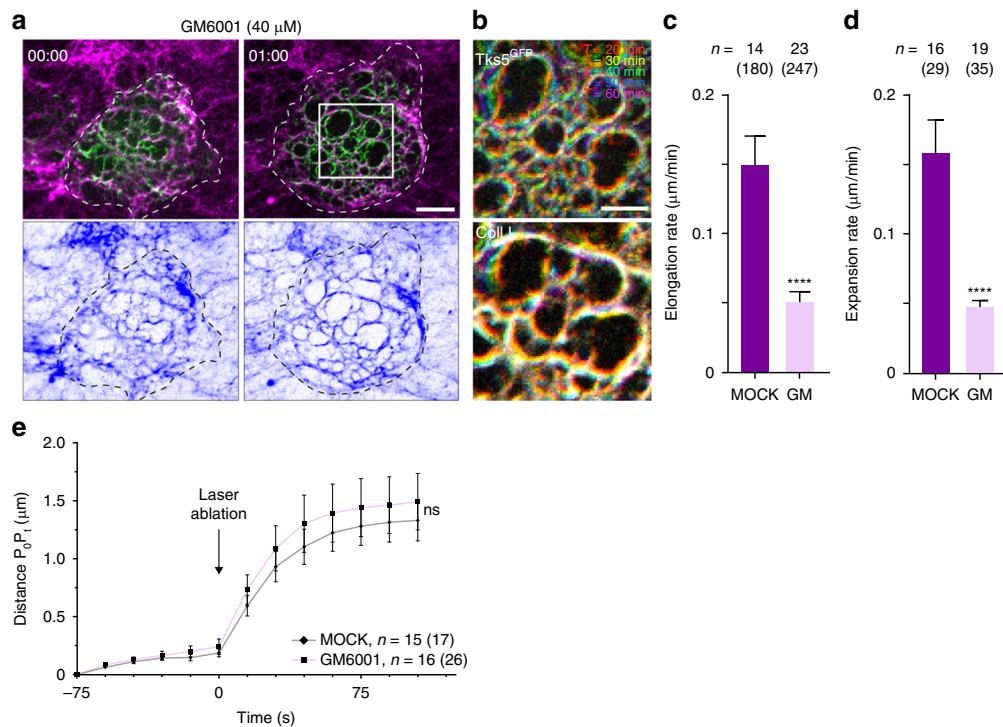 a
GM6001 (40 μM)
00:00
01:00
b
Tks5GFP
T = 20 min
= 30 min
= 40 min
= 50 min
= 60 min
ColI I
c
n = 14 23
(180) (247)
Elongation rate (μm/min)
0.2
0.1
0
****
MOCK GM
d
n = 16 19
(29) (35)
Expansion rate (μm/min)
0.2
0.1
0
****
MOCK GM
e
Distance P0Pt (μm)
2.0
1.5
1.0
0.5
0
Laser
ablation
ns
MOCK, n = 15 (17)
GM6001, n = 16 (26)
–75 0 75
Time (s)